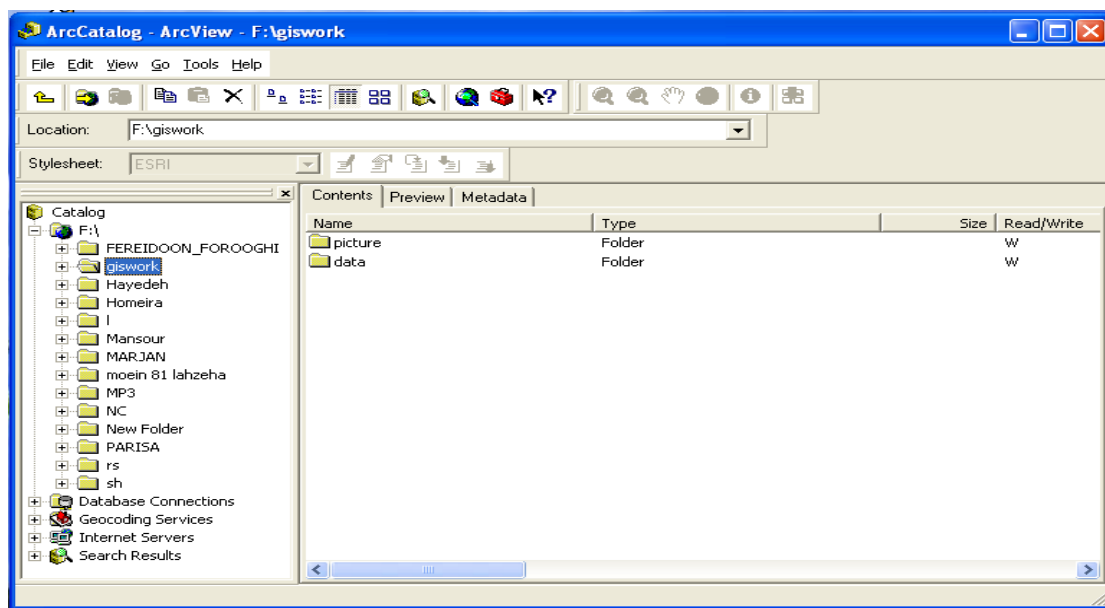 ArcCatalog - ArcView - F:\giswork
File Edit View Go Tools Help
Location: F:\giswork
Stylesheet: ESRI
Contents Preview Metadata
Catalog
F:\
FEREIDOON_FOROOGHI
giswork
Hayedeh
Homeira
l
Mansour
MARJAN
moein 81 lahzeha
MP3
NC
New Folder
PARISA
rs
sh
Database Connections
Geocoding Services
Internet Servers
Search Results
Name Type Size Read/Write
picture Folder W
data Folder W